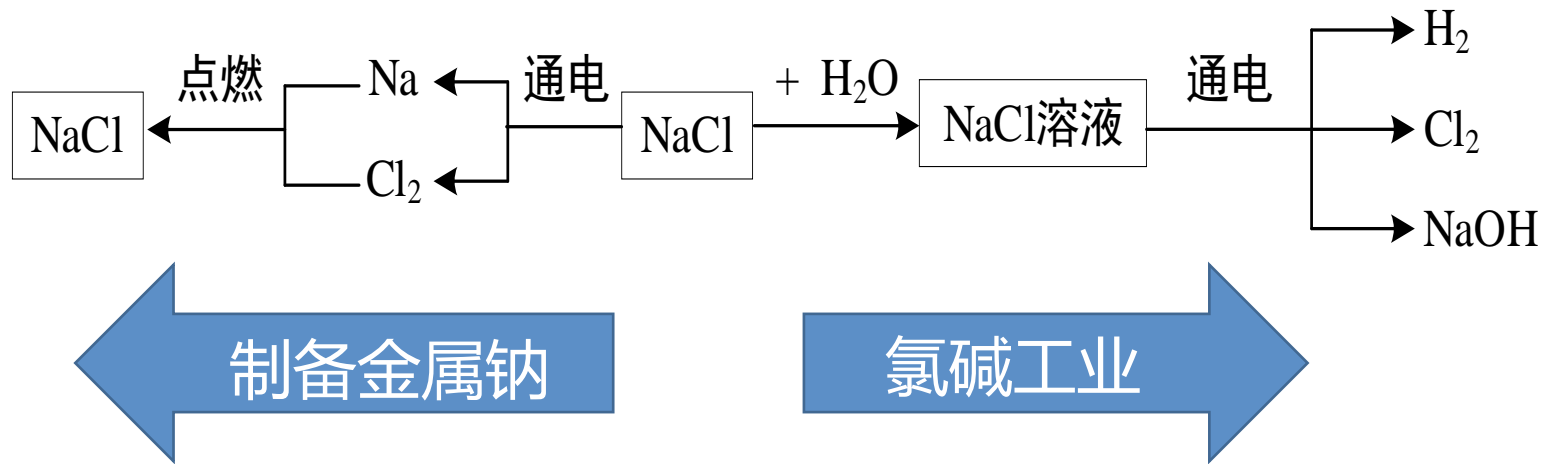 NaCl
点燃
Na
Cl₂
通电
NaCl
+ H₂O
NaCl溶液
通电
H₂
Cl₂
NaOH
制备金属钠
氯碱工业